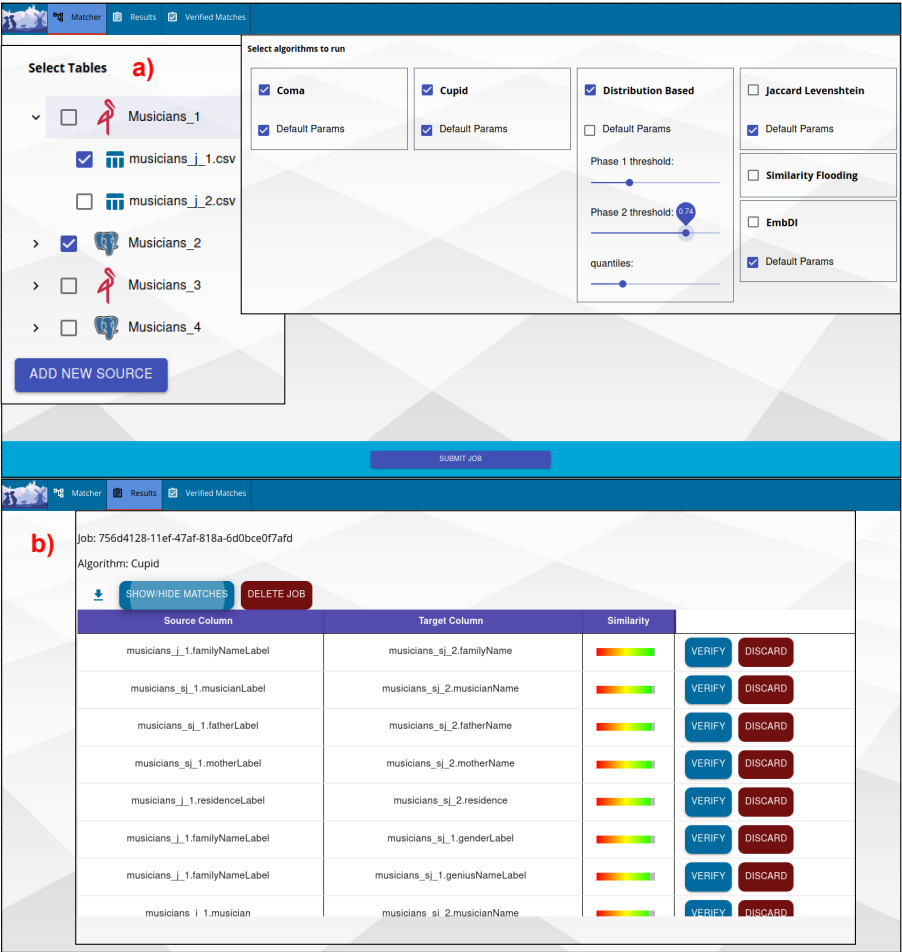 Matcher Results Verified Matches
Select Tables a)
Musicians_1
musicians_j_1.csv
musicians_j_2.csv
Musicians_2
Musicians_3
Musicians_4
ADD NEW SOURCE
Select algorithms to run
Coma
Default Params
Cupid
Default Params
Distribution Based
Default Params
Phase 1 threshold:
Phase 2 threshold: 0.74
quantiles:
Jaccard Levenshtein
Default Params
Similarity Flooding
EmbDI
Default Params
SUBMIT JOB
Matcher Results Verified Matches
b)
Job: 756d4128-11ef-47af-818a-6d0bce0f7afd
Algorithm: Cupid
SHOW/HIDE MATCHES DELETE JOB
Source Column Target Column Similarity
musicians_j_1.familyNameLabel musicians_sj_2.familyName VERIFY DISCARD
musicians_sj_1.musicianLabel musicians_sj_2.musicianName VERIFY DISCARD
musicians_sj_1.fatherLabel musicians_sj_2.fatherName VERIFY DISCARD
musicians_sj_1.motherLabel musicians_sj_2.motherName VERIFY DISCARD
musicians_j_1.residenceLabel musicians_sj_2.residence VERIFY DISCARD
musicians_j_1.familyNameLabel musicians_sj_1.genderLabel VERIFY DISCARD
musicians_j_1.familyNameLabel musicians_sj_1.geniusNameLabel VERIFY DISCARD
musicians_j_1.musician musicians_sj_2.musicianName VERIFY DISCARD